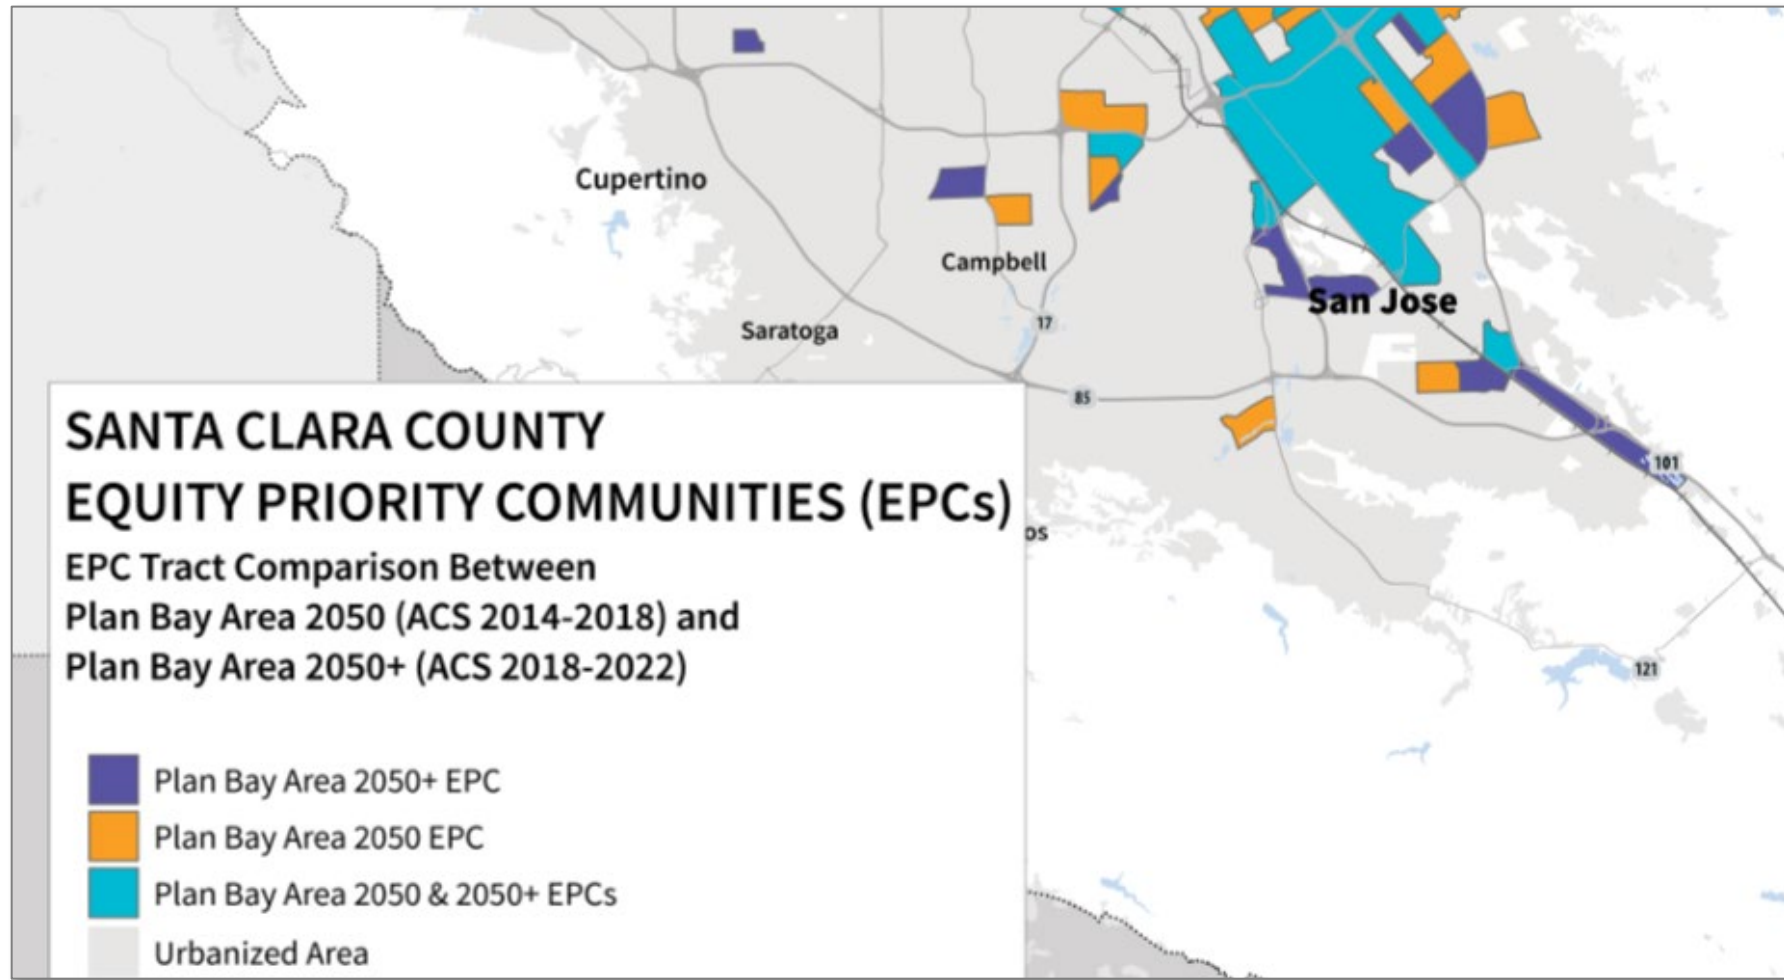 Cupertino
Campbell
San Jose
17
Saratoga
85
101
os
121
SANTA CLARA COUNTY
EQUITY PRIORITY COMMUNITIES (EPCs)
EPC Tract Comparison Between
Plan Bay Area 2050 (ACS 2014-2018) and
Plan Bay Area 2050+ (ACS 2018-2022)
Plan Bay Area 2050+ EPC
Plan Bay Area 2050 EPC
Plan Bay Area 2050 & 2050+ EPCs
Urbanized Area